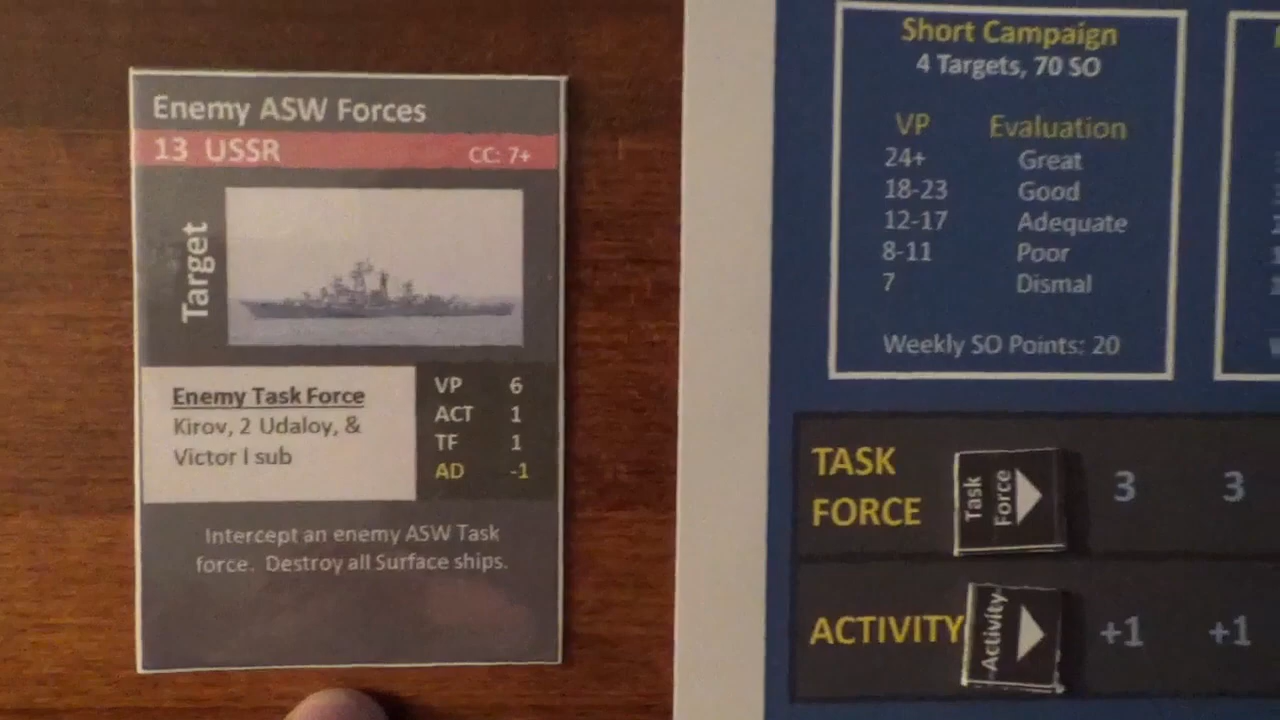 Enemy ASW Forces
13 USSR CC: 7+
Target
Enemy Task Force
Kirov, 2 Udaloy, &
Victor I sub
VP 6
ACT 1
TF 1
AD -1
Intercept an enemy ASW Task
force. Destroy all Surface ships.
Short Campaign
4 Targets, 70 SO
VP Evaluation
24+ Great
18-23 Good
12-17 Adequate
8-11 Poor
7 Dismal
Weekly SO Points: 20
TASK
FORCE
Task
Force
3 3
ACTIVITY
Activity
+1 +1